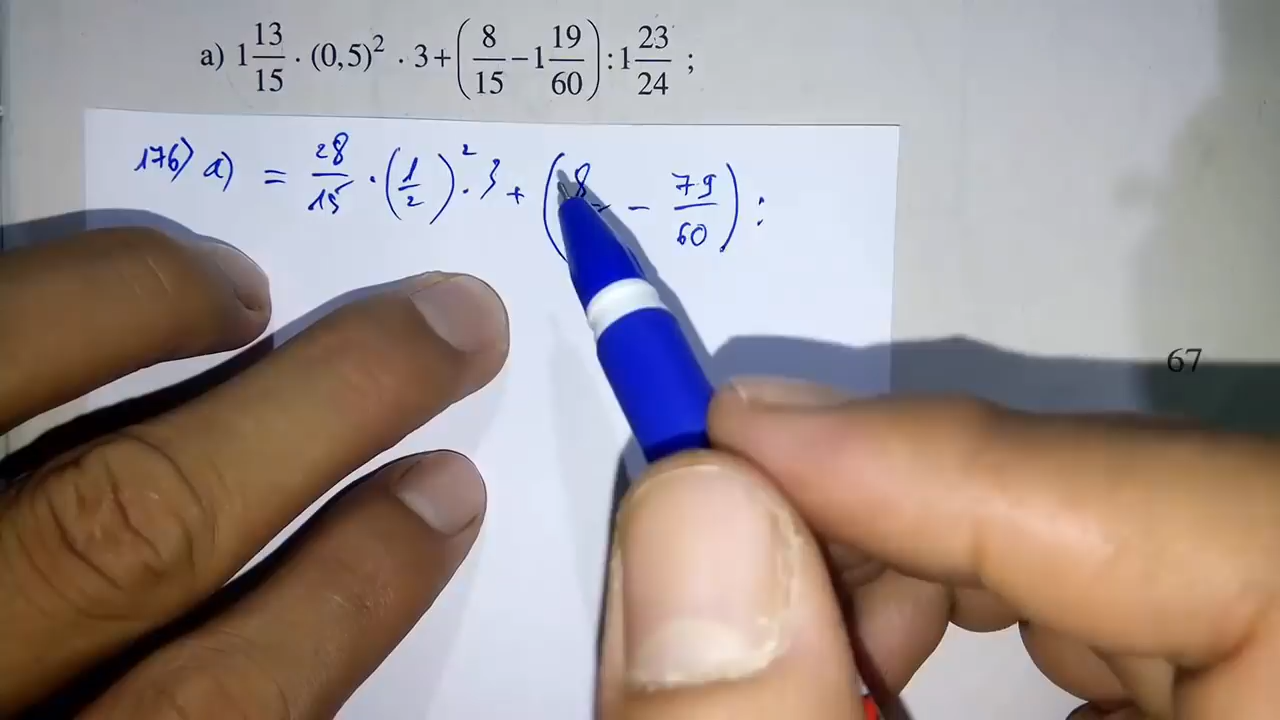 a) 1 13/15 · (0,5)² · 3 + (8/15 − 1 19/60) : 1 23/24 ;
176) a) = 28/15 · (1/2)² · 3 + (8 − 79/60) :
67